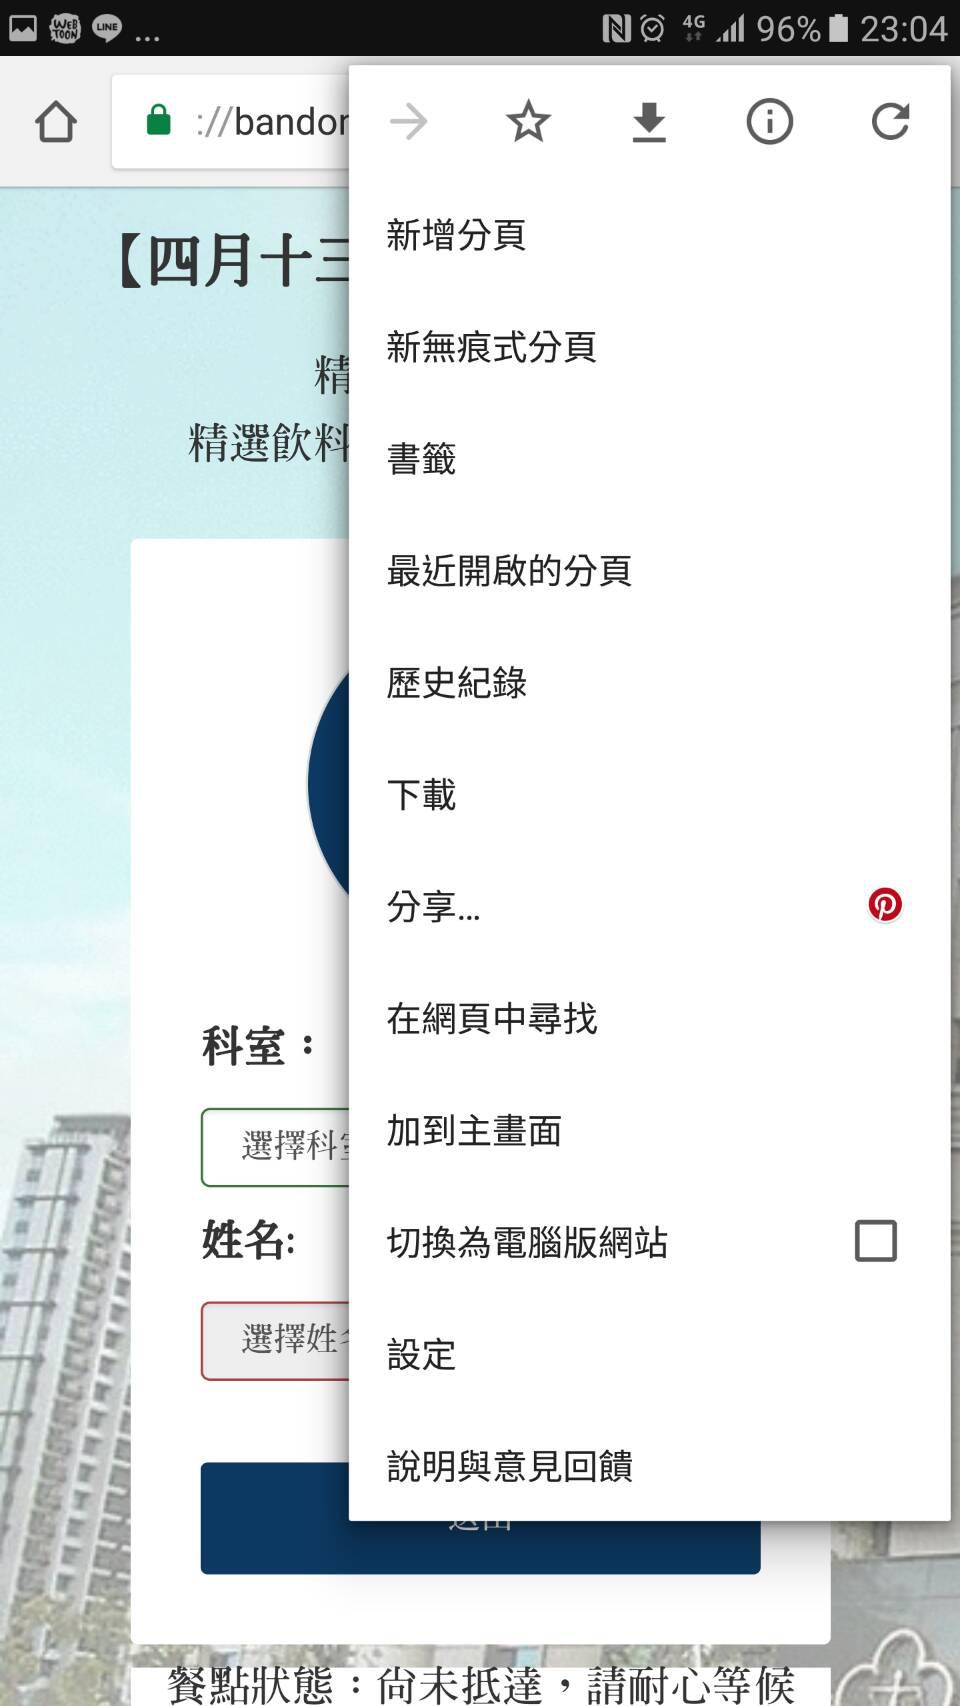 WEB TOON LINE ... 4G 96% 23:04
://bandor
【四月十三
精
精選飲料
新增分頁
新無痕式分頁
書籤
最近開啟的分頁
歷史紀錄
下載
分享...
在網頁中尋找
加到主畫面
切換為電腦版網站
設定
說明與意見回饋
科室：
選擇科室
姓名:
選擇姓名
送出
餐點狀態：尚未抵達，請耐心等候